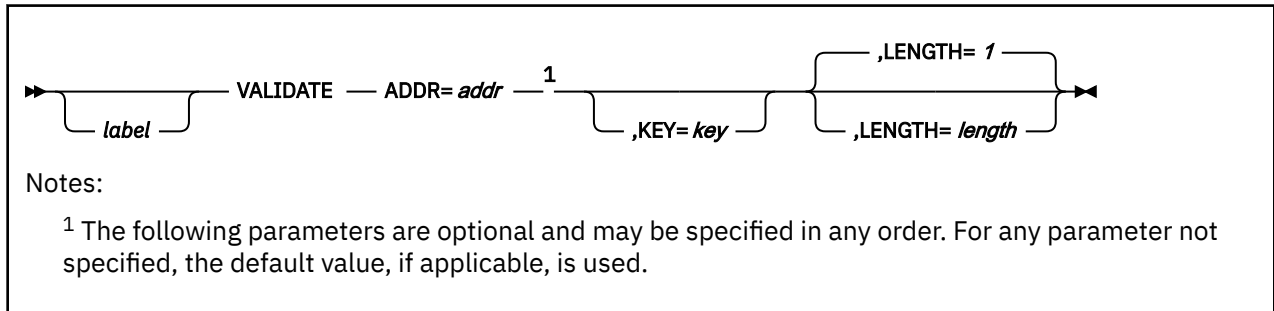 ,LENGTH= 1
VALIDATE ADDR= addr 1
label ,KEY= key ,LENGTH= length
Notes:
1 The following parameters are optional and may be specified in any order. For any parameter not
specified, the default value, if applicable, is used.